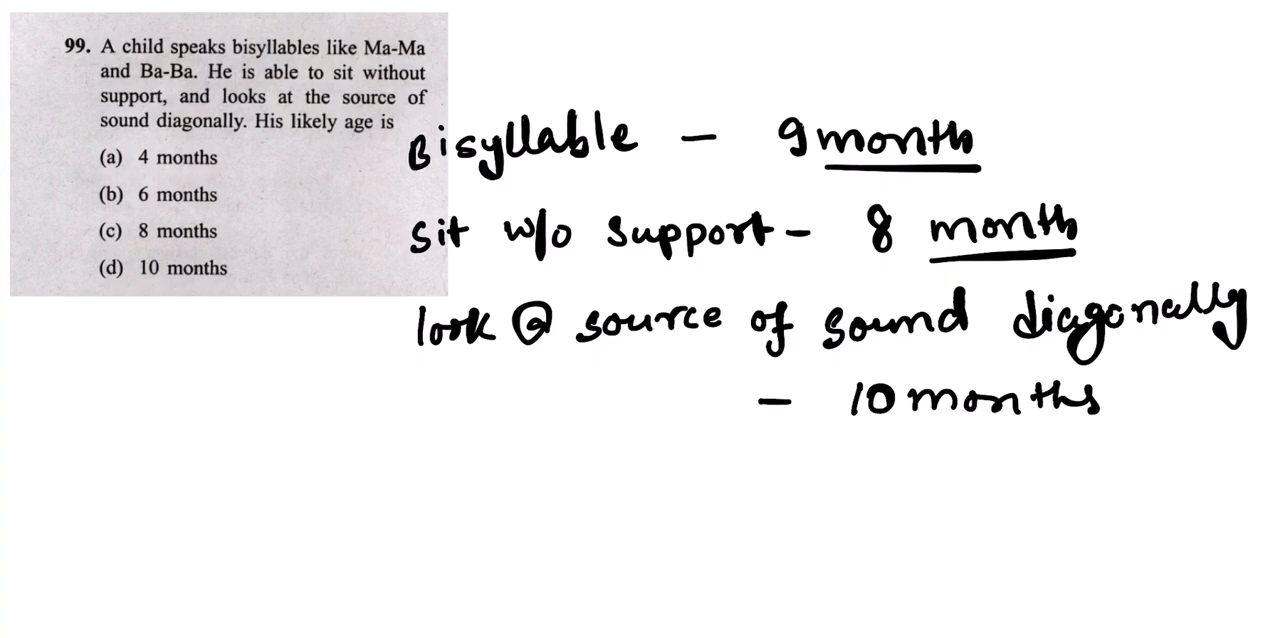 99. A child speaks bisyllables like Ma-Ma
and Ba-Ba. He is able to sit without
support, and looks at the source of
sound diagonally. His likely age is
(a) 4 months
(b) 6 months
(c) 8 months
(d) 10 months
Bisyllable - 9 month
Sit w/o support - 8 month
look @ source of sound diagonally
- 10 months